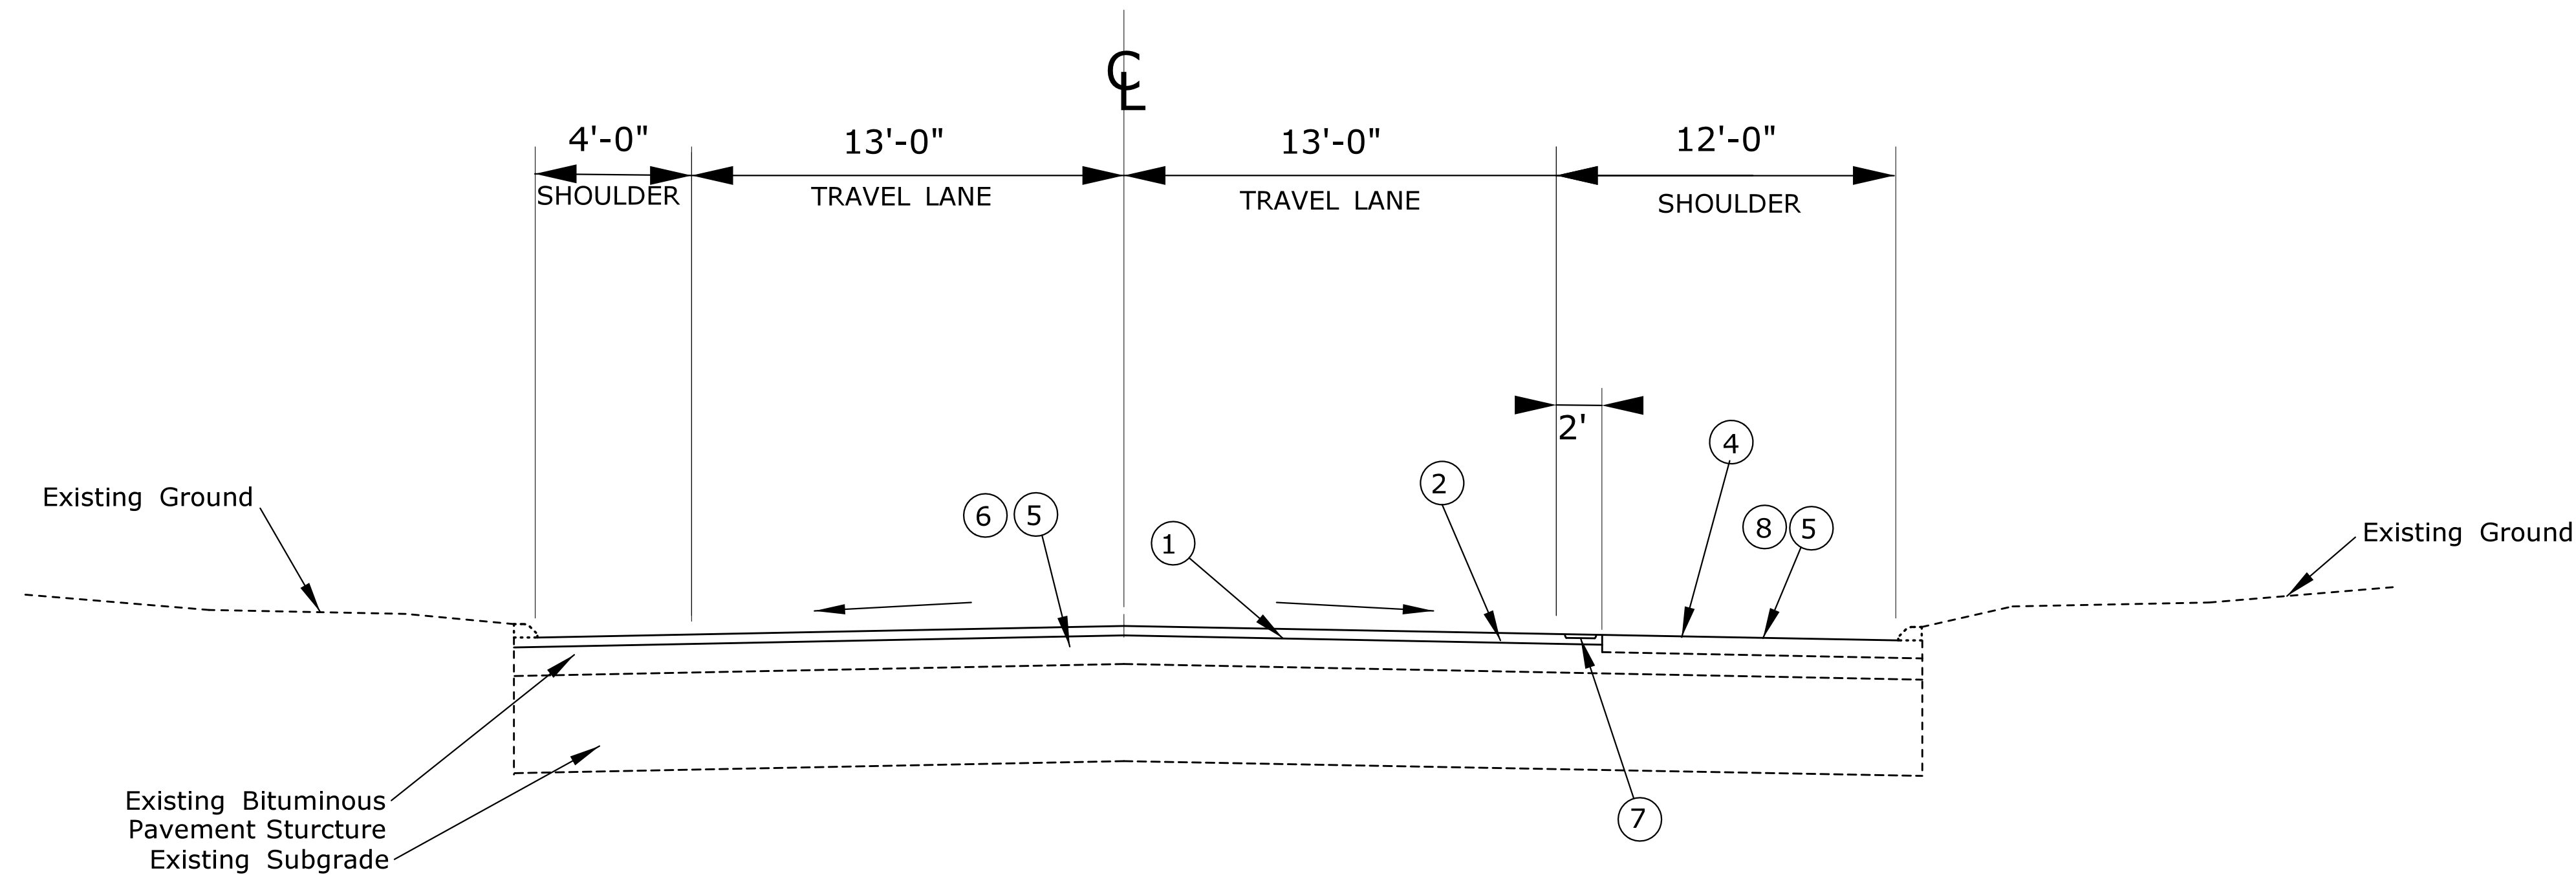 CL
4'-0" 13'-0" 13'-0" 12'-0"
SHOULDER TRAVEL LANE TRAVEL LANE SHOULDER
2'
4
2
6 5 1 8 5
Existing Ground
Existing Ground
Existing Bituminous
Pavement Sturcture
Existing Subgrade
7